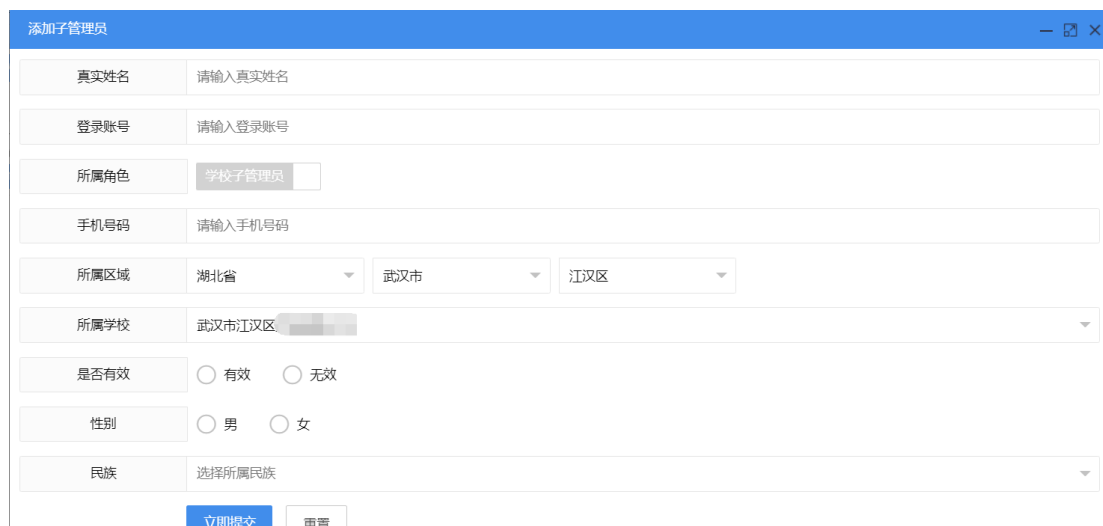 添加子管理员
真实姓名 请输入真实姓名
登录账号 请输入登录账号
所属角色 学校子管理员
手机号码 请输入手机号码
所属区域 湖北省 武汉市 江汉区
所属学校 武汉市江汉区
是否有效 有效 无效
性别 男 女
民族 选择所属民族
立即提交 重置